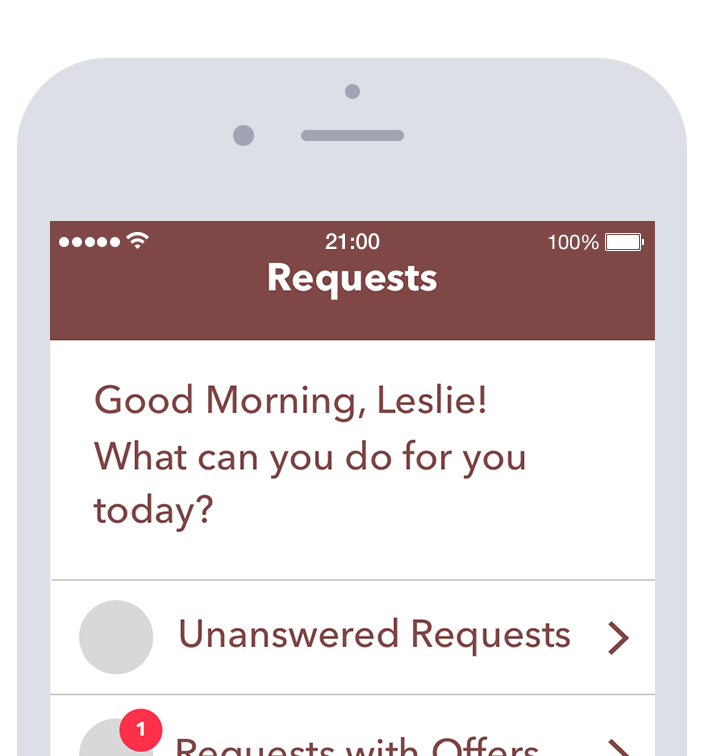 21:00 100%
Requests
Good Morning, Leslie!
What can you do for you
today?
Unanswered Requests
1
Requests with Offers